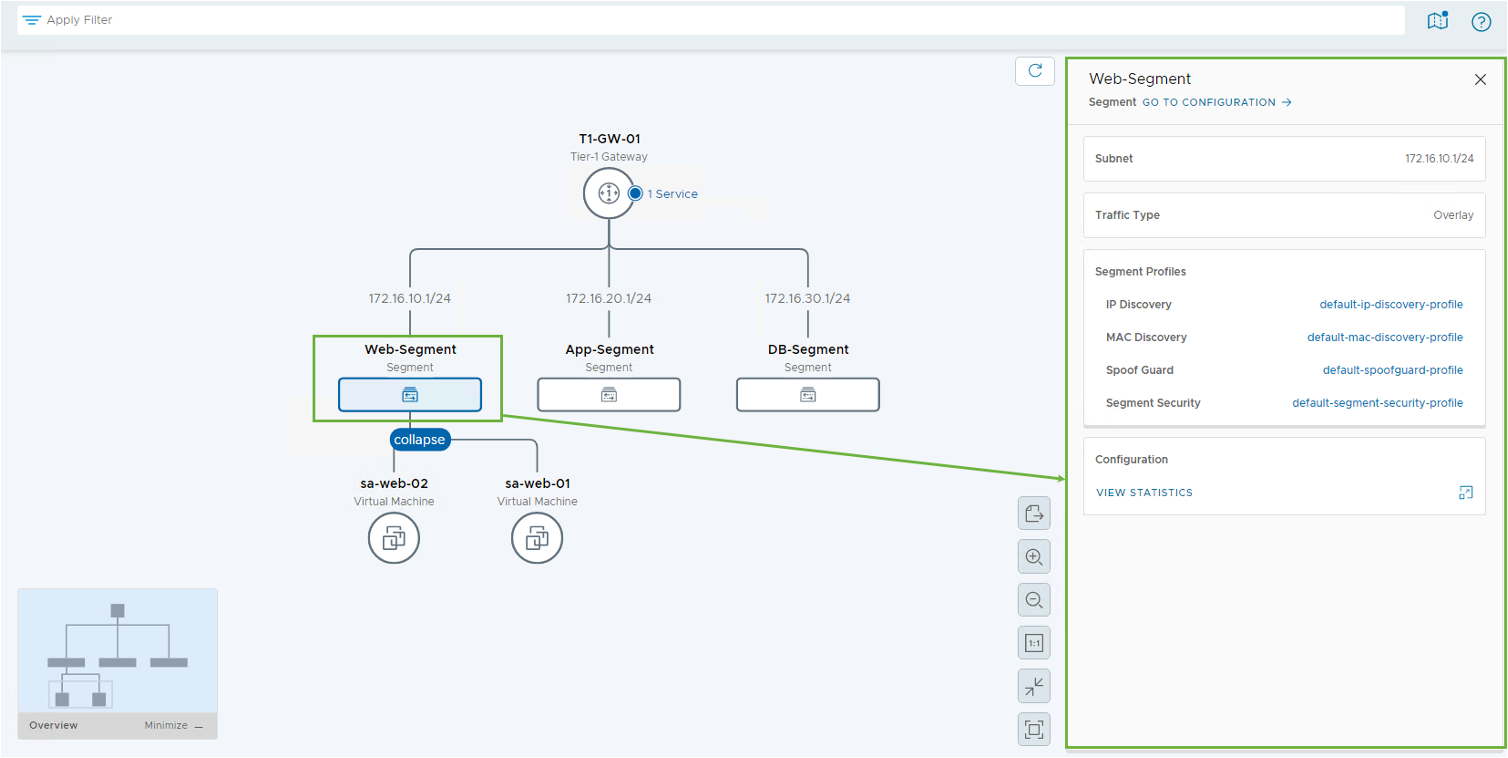 Apply Filter
T1-GW-01
Tier-1 Gateway
1
1 Service
172.16.10.1/24
172.16.20.1/24
172.16.30.1/24
Web-Segment
App-Segment
DB-Segment
Segment
Segment
Segment
collapse
sa-web-02
sa-web-01
Virtual Machine
Virtual Machine
1:1
Overview
Minimize
Web-Segment
Segment GO TO CONFIGURATION
Subnet 172.16.10.1/24
Traffic Type Overlay
Segment Profiles
IP Discovery default-ip-discovery-profile
MAC Discovery default-mac-discovery-profile
Spoof Guard default-spoofguard-profile
Segment Security default-segment-security-profile
Configuration
VIEW STATISTICS